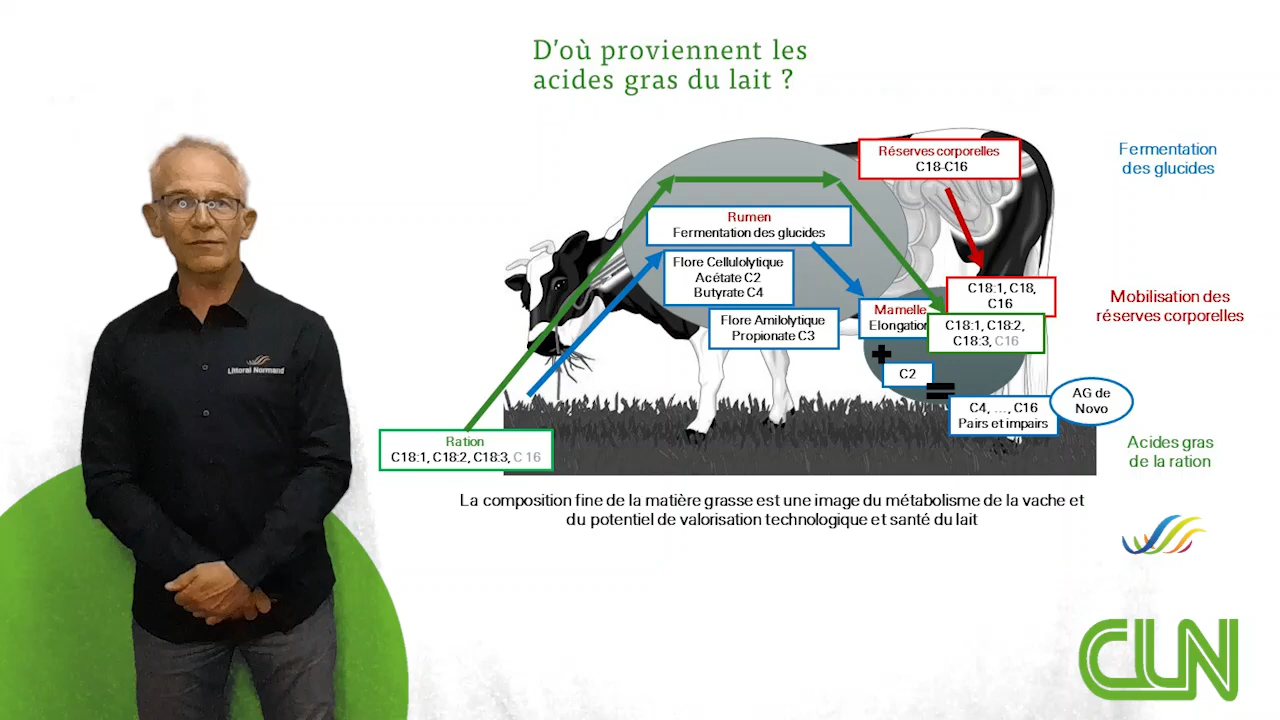 D'où proviennent les
acides gras du lait ?
Réserves corporelles
C18-C16
Fermentation
des glucides
Rumen
Fermentation des glucides
Flore Cellulolytique
Acétate C2
Butyrate C4
Flore Amilolytique
Propionate C3
C18:1, C18,
C16
Mobilisation des
réserves corporelles
Mamelle
Elongation
C18:1, C18:2,
C18:3, C16
C2
C4, ..., C16
Pairs et impairs
AG de
Novo
Ration
C18:1, C18:2, C18:3, C 16
Acides gras
de la ration
La composition fine de la matière grasse est une image du métabolisme de la vache et
du potentiel de valorisation technologique et santé du lait
Littoral Normand
CLN